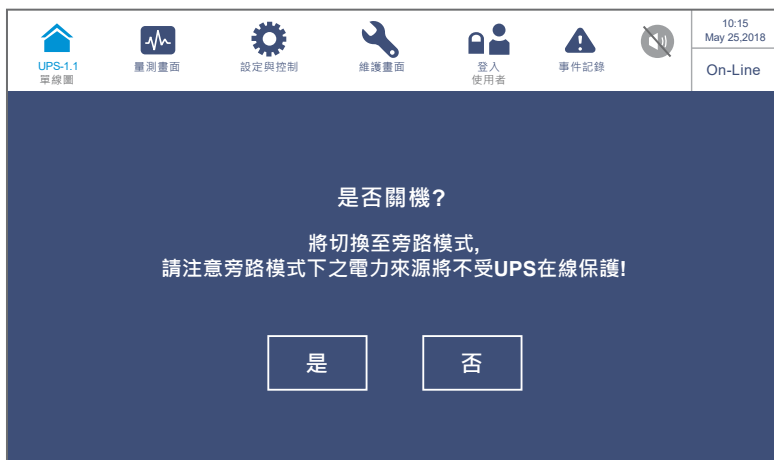 UPS-1.1
單線圖
量測畫面
設定與控制
維護畫面
登入
使用者
事件記錄
10:15
May 25,2018
On-Line
是否關機?
將切換至旁路模式,
請注意旁路模式下之電力來源將不受UPS在線保護!
是
否